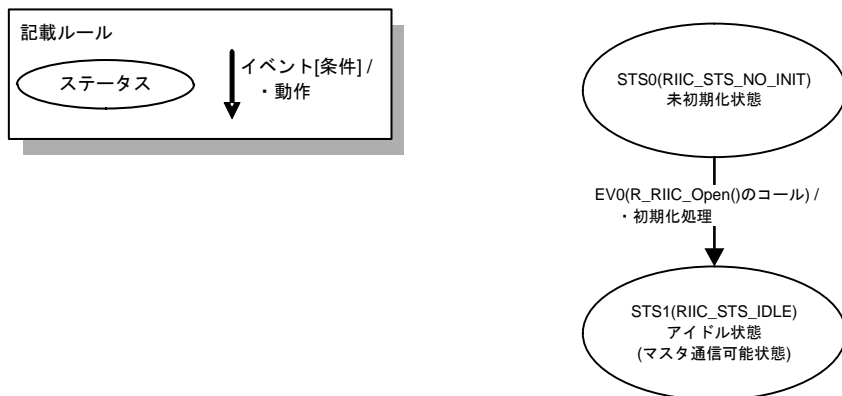 記載ルール
ステータス
イベント[条件] /
・動作
STS0(RIIC_STS_NO_INIT)
未初期化状態
EV0(R_RIIC_Open()のコール) /
・初期化処理
STS1(RIIC_STS_IDLE)
アイドル状態
(マスタ通信可能状態)